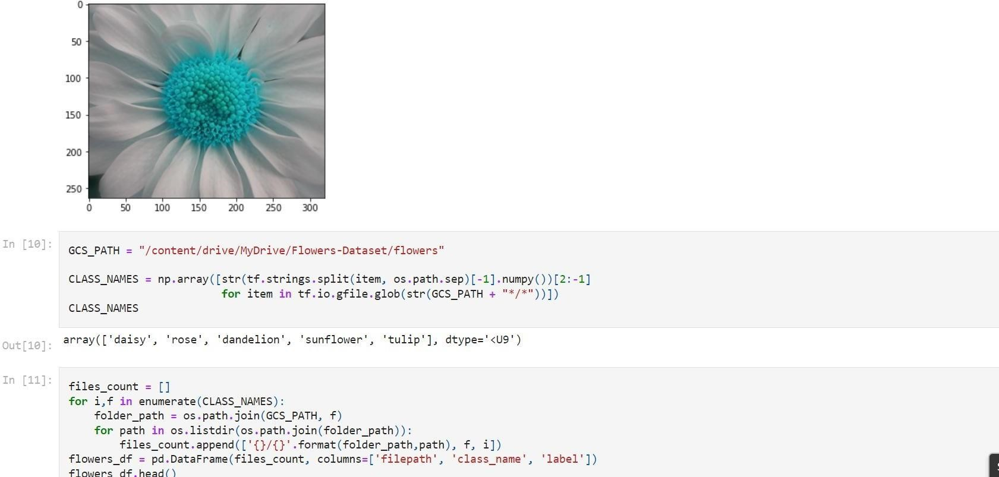 0
50
100
150
200
250
0 50 100 150 200 250 300
In [10]:
GCS_PATH = "/content/drive/MyDrive/Flowers-Dataset/flowers"
CLASS_NAMES = np.array([str(tf.strings.split(item, os.path.sep)[-1].numpy())[2:-1]
for item in tf.io.gfile.glob(str(GCS_PATH + "*/*"))])
CLASS_NAMES
Out[10]:
array(['daisy', 'rose', 'dandelion', 'sunflower', 'tulip'], dtype='<U9')
In [11]:
files_count = []
for i,f in enumerate(CLASS_NAMES):
folder_path = os.path.join(GCS_PATH, f)
for path in os.listdir(os.path.join(folder_path)):
files_count.append(['{}/{}'.format(folder_path,path), f, i])
flowers_df = pd.DataFrame(files_count, columns=['filepath', 'class_name', 'label'])
flowers_df.head()